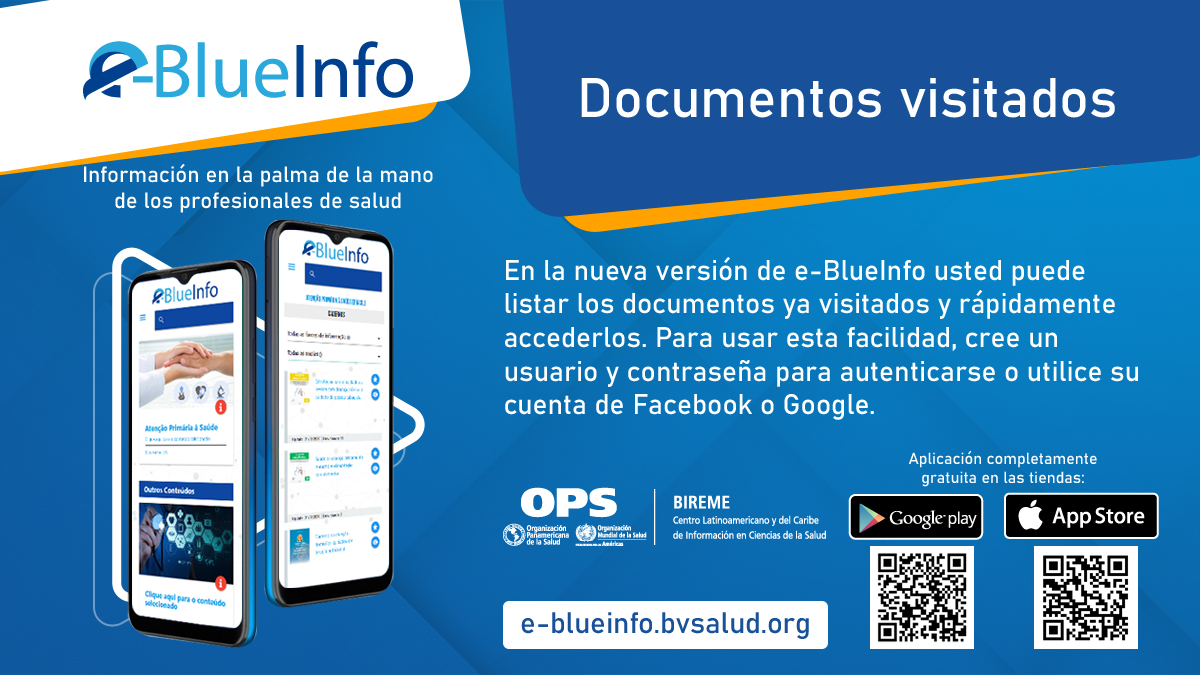 e-BlueInfo
Documentos visitados
Información en la palma de la mano
de los profesionales de salud
e-BlueInfo
Atenção Primária à Saúde
Outros Conteúdos
Clique aqui para o conteúdo
selecionado
e-BlueInfo
En la nueva versión de e-BlueInfo usted puede
listar los documentos ya visitados y rápidamente
accederlos. Para usar esta facilidad, cree un
usuario y contraseña para autenticarse o utilice su
cuenta de Facebook o Google.
OPS
Organización
Panamericana
de la Salud
Organización
Mundial de la Salud
Américas
BIREME
Centro Latinoamericano y del Caribe
de Información en Ciencias de la Salud
Aplicación completamente
gratuita en las tiendas:
Google play
App Store
e-blueinfo.bvsalud.org